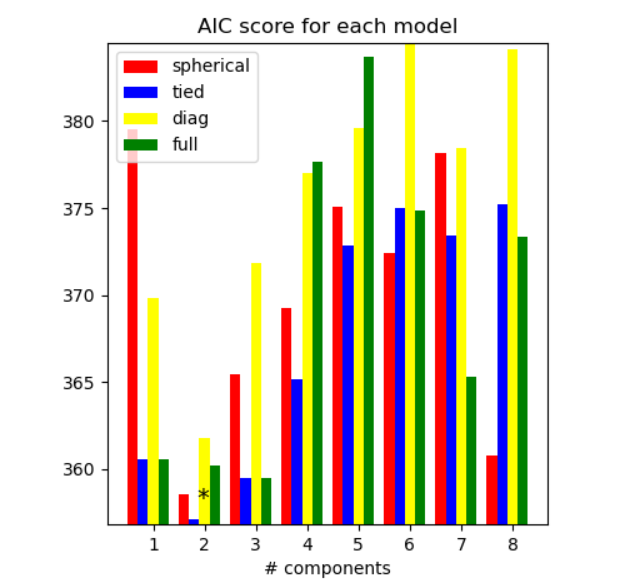 AIC score for each model
spherical
tied
diag
full
380
375
370
365
360
*
1 2 3 4 5 6 7 8
# components